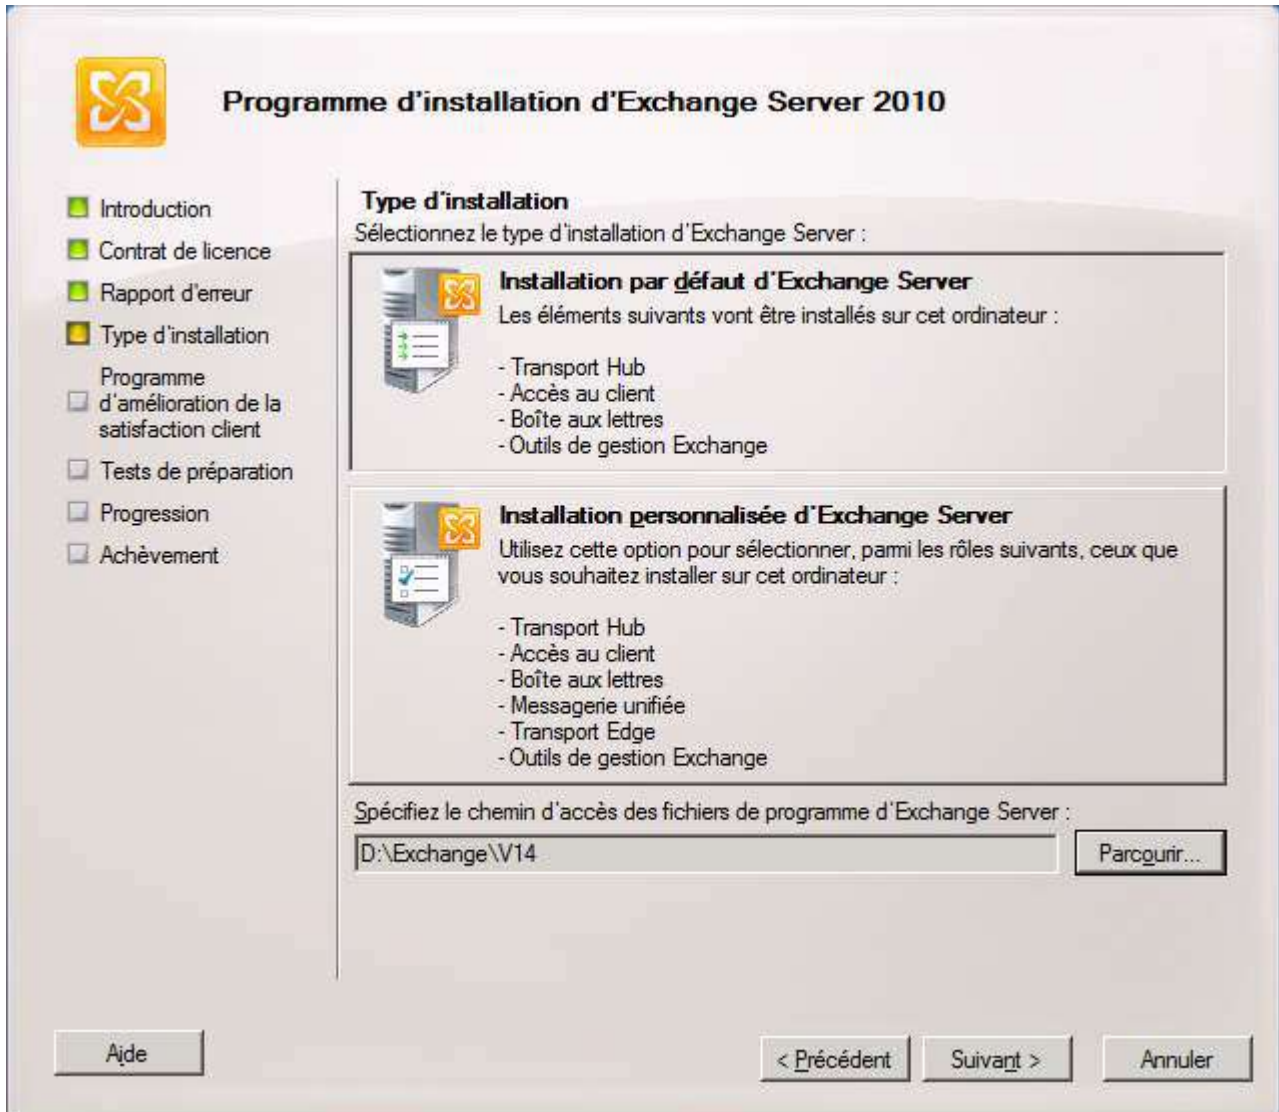 Programme d'installation d'Exchange Server 2010
Introduction
Contrat de licence
Rapport d'erreur
Type d'installation
Programme
d'amélioration de la
satisfaction client
Tests de préparation
Progression
Achèvement
Type d'installation
Sélectionnez le type d'installation d'Exchange Server :
Installation par défaut d'Exchange Server
Les éléments suivants vont être installés sur cet ordinateur :
- Transport Hub
- Accès au client
- Boîte aux lettres
- Outils de gestion Exchange
Installation personnalisée d'Exchange Server
Utilisez cette option pour sélectionner, parmi les rôles suivants, ceux que
vous souhaitez installer sur cet ordinateur :
- Transport Hub
- Accès au client
- Boîte aux lettres
- Messagerie unifiée
- Transport Edge
- Outils de gestion Exchange
Spécifiez le chemin d'accès des fichiers de programme d'Exchange Server :
D:\Exchange\V14
Parcourir...
Aide
< Précédent
Suivant >
Annuler